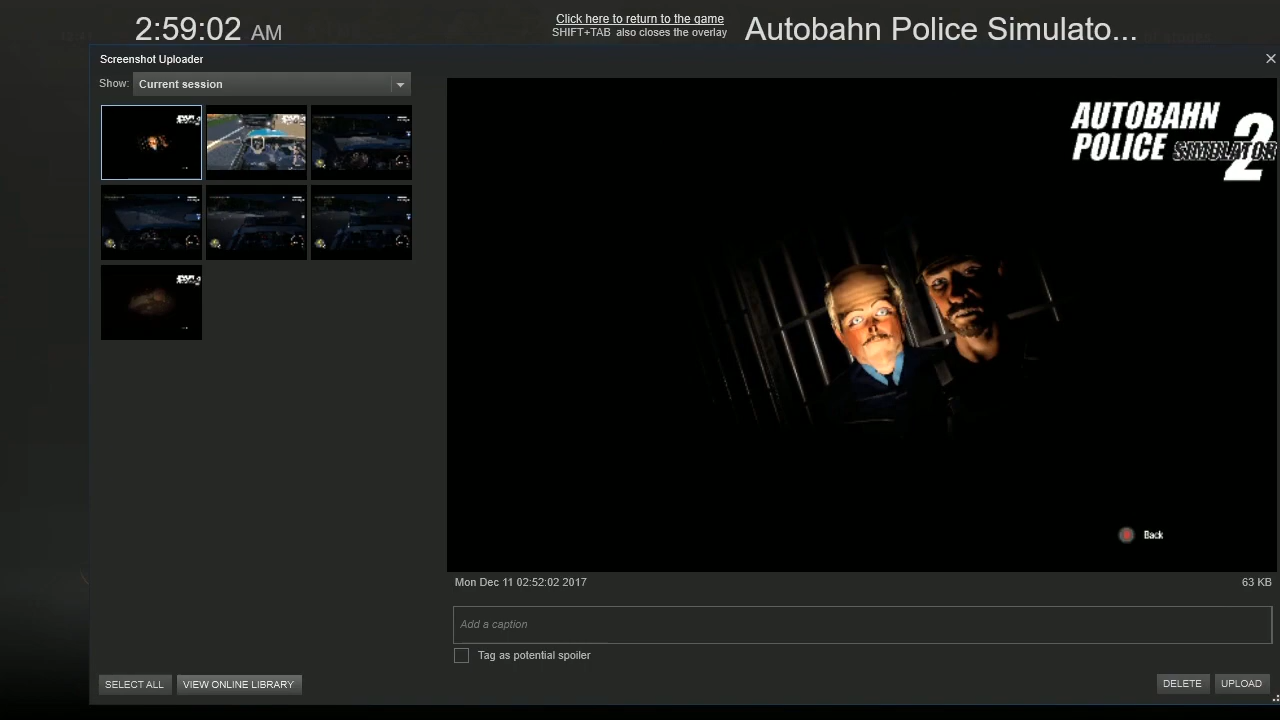 2:59:02 AM
Click here to return to the game
SHIFT+TAB also closes the overlay
Autobahn Police Simulato...
Screenshot Uploader
Show:
Current session
AUTOBAHN
POLICE SIMULATOR
2
Back
Mon Dec 11 02:52:02 2017
63 KB
Add a caption
Tag as potential spoiler
SELECT ALL
VIEW ONLINE LIBRARY
DELETE
UPLOAD